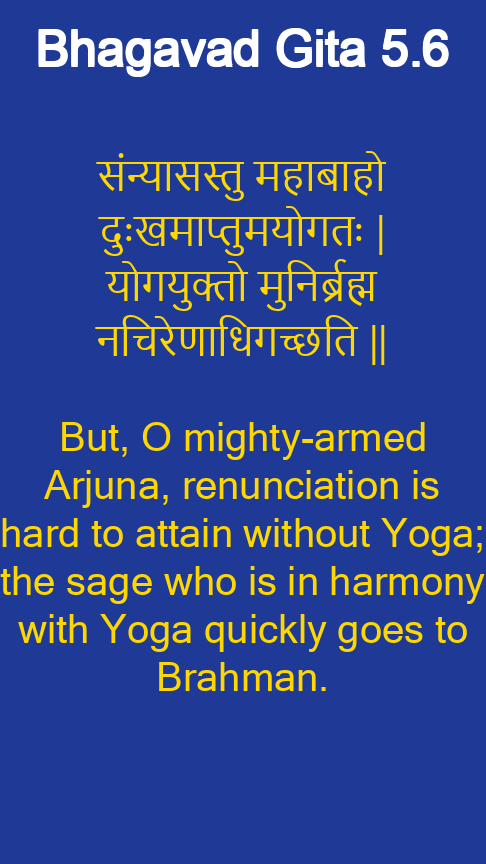 Bhagavad Gita 5.6
संन्यासस्तु महाबाहो
दुःखमाप्तुमयोगतः |
योगयुक्तो मुनिर्ब्रह्म
नचिरेणाधिगच्छति ||
But, O mighty-armed
Arjuna, renunciation is
hard to attain without Yoga;
the sage who is in harmony
with Yoga quickly goes to
Brahman.